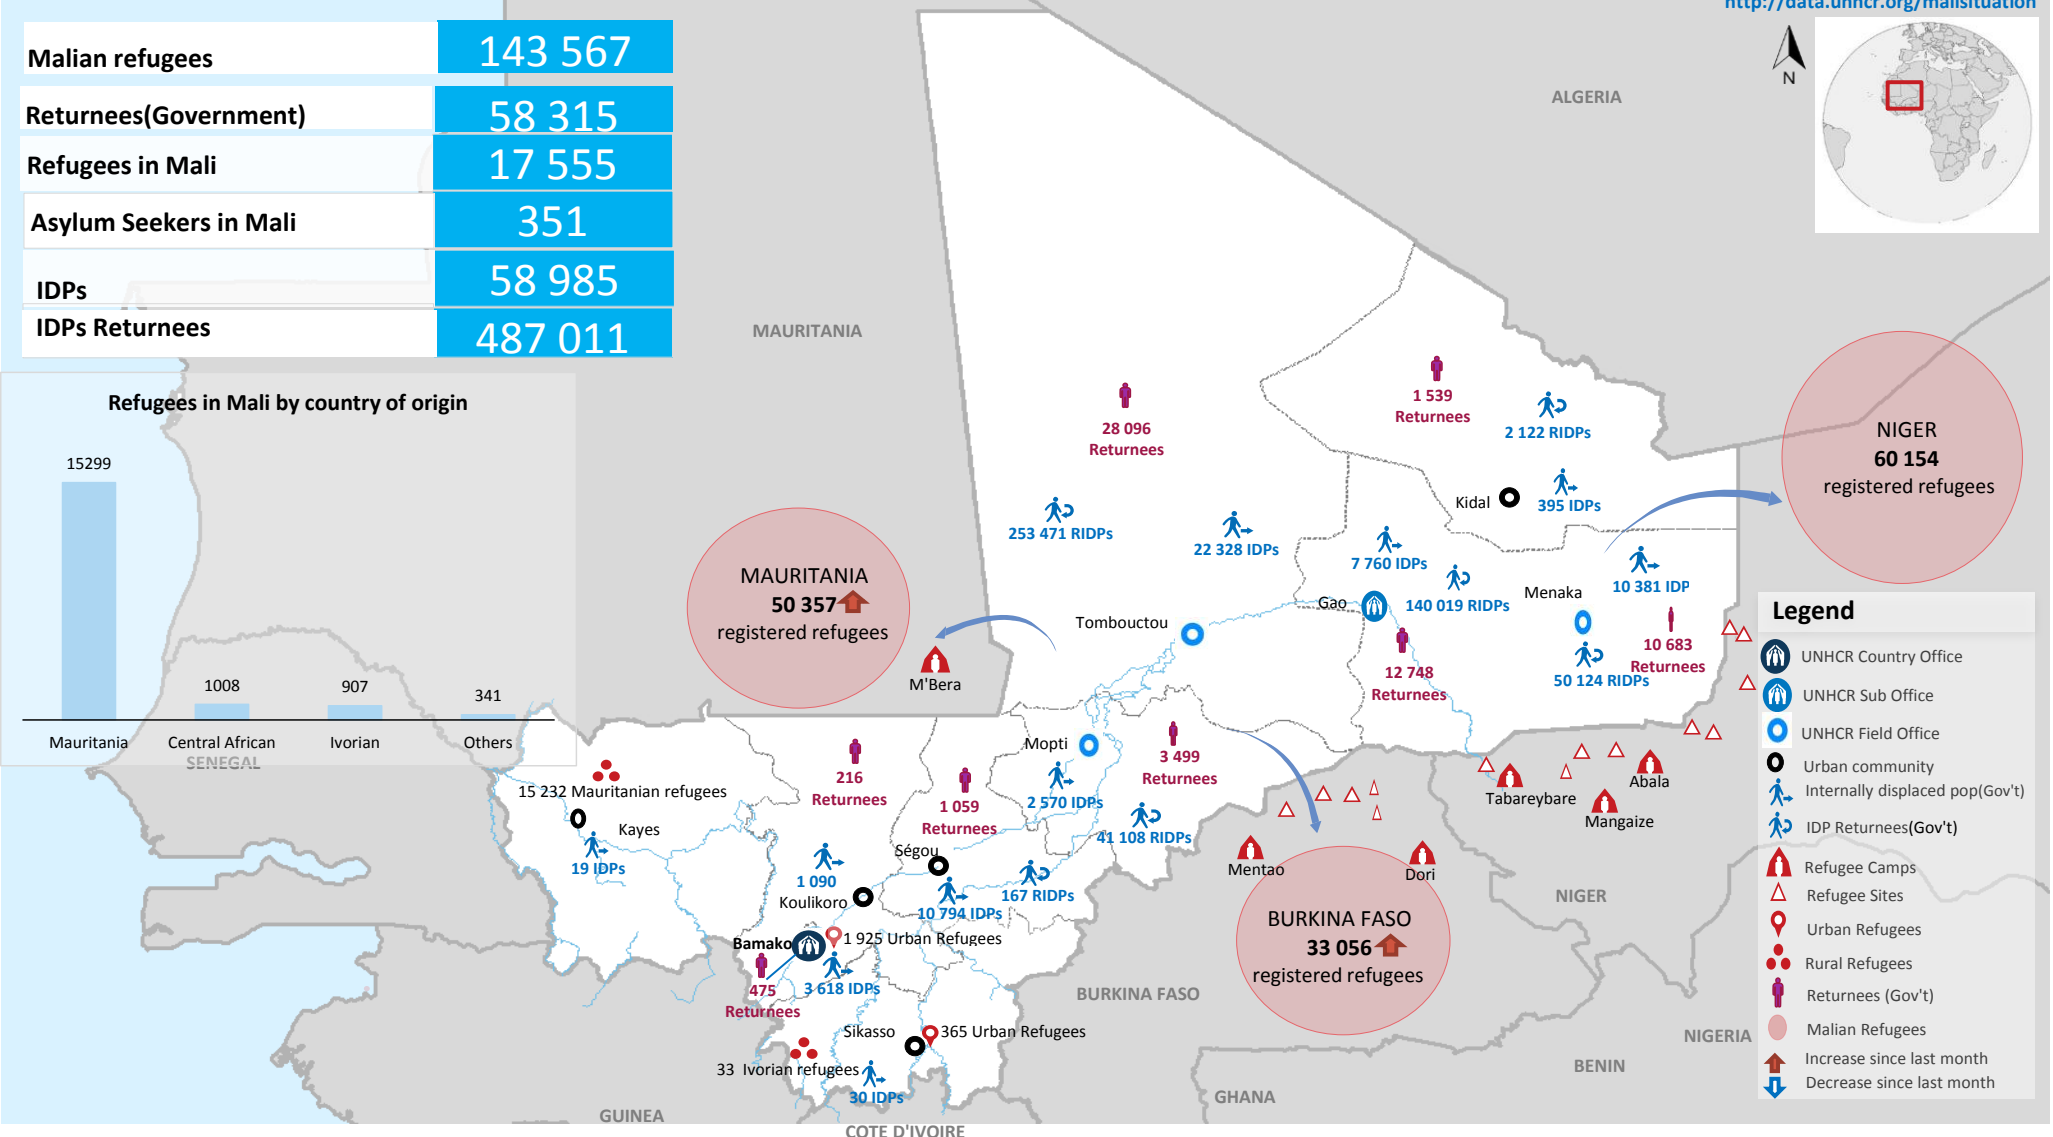 http://data.unhcr.org/malisituation
Malian refugees 143 567
Returnees(Government) 58 315
Refugees in Mali 17 555
Asylum Seekers in Mali 351
IDPs 58 985
IDPs Returnees 487 011
N
ALGERIA
MAURITANIA
Refugees in Mali by country of origin
15299
1008
907
341
Mauritania
Central African
Ivorian
Others
SENEGAL
28 096
Returnees
1 539
Returnees
2 122 RIDPs
Kidal
395 IDPs
253 471 RIDPs
22 328 IDPs
7 760 IDPs
140 019 RIDPs
Gao
12 748
Returnees
Menaka
10 381 IDP
10 683
Returnees
50 124 RIDPs
Tombouctou
NIGER
60 154
registered refugees
MAURITANIA
50 357
registered refugees
M'Bera
Mopti
2 570 IDPs
3 499
Returnees
41 108 RIDPs
216
Returnees
1 059
Returnees
15 232 Mauritanian refugees
Kayes
19 IDPs
1 090
Koulikoro
Ségou
10 794 IDPs
167 RIDPs
Bamako
1 925 Urban Refugees
475
Returnees
3 618 IDPs
Sikasso
365 Urban Refugees
33 Ivorian refugees
30 IDPs
Tabareybare
Abala
Mangaize
Mentao
Dori
BURKINA FASO
33 056
registered refugees
BURKINA FASO
NIGER
NIGERIA
BENIN
GHANA
GUINEA
COTE D'IVOIRE
Legend
UNHCR Country Office
UNHCR Sub Office
UNHCR Field Office
Urban community
Internally displaced pop(Gov't)
IDP Returnees(Gov't)
Refugee Camps
Refugee Sites
Urban Refugees
Rural Refugees
Returnees (Gov't)
Malian Refugees
Increase since last month
Decrease since last month